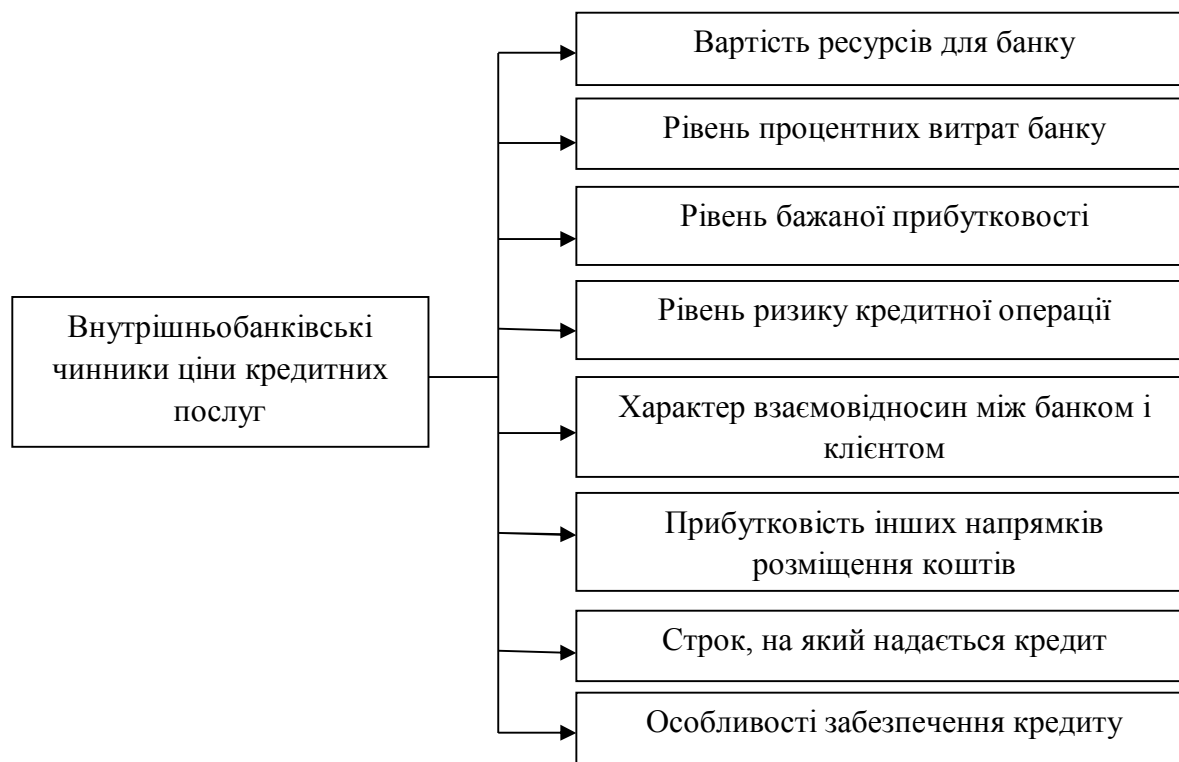 Вартість ресурсів для банку
Рівень процентних витрат банку
Рівень бажаної прибутковості
Рівень ризику кредитної операції
Внутрішньобанківські
чинники ціни кредитних
послуг
Характер взаємовідносин між банком і
клієнтом
Прибутковість інших напрямків
розміщення коштів
Строк, на який надається кредит
Особливості забезпечення кредиту